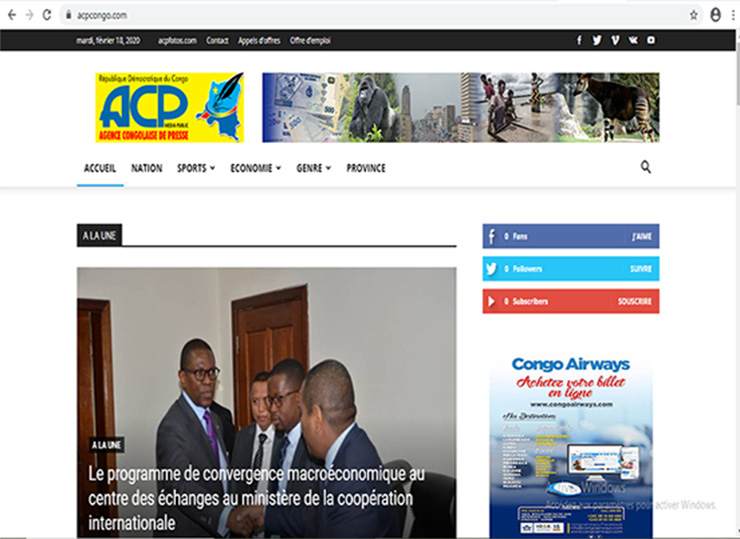 acpcongo.com
mardi, février 18, 2020 acpfotos.com Contact Appels d'offres Offre d'emploi
République Démocratique du Congo
ACP
MEDIA PUBLIC
AGENCE CONGOLAISE DE PRESSE
500
ACCUEIL NATION SPORTS ECONOMIE GENRE PROVINCE
A LA UNE
0 Fans J'AIME
0 Followers SUIVRE
0 Subscribers SOUSCRIRE
A LA UNE
Le programme de convergence macroéconomique au
centre des échanges au ministère de la coopération
internationale
Congo Airways
Achetez votre billet
en ligne
www.congoairways.com
Nos Destinations
Windows
Accédez aux paramètres pour activer Windows.